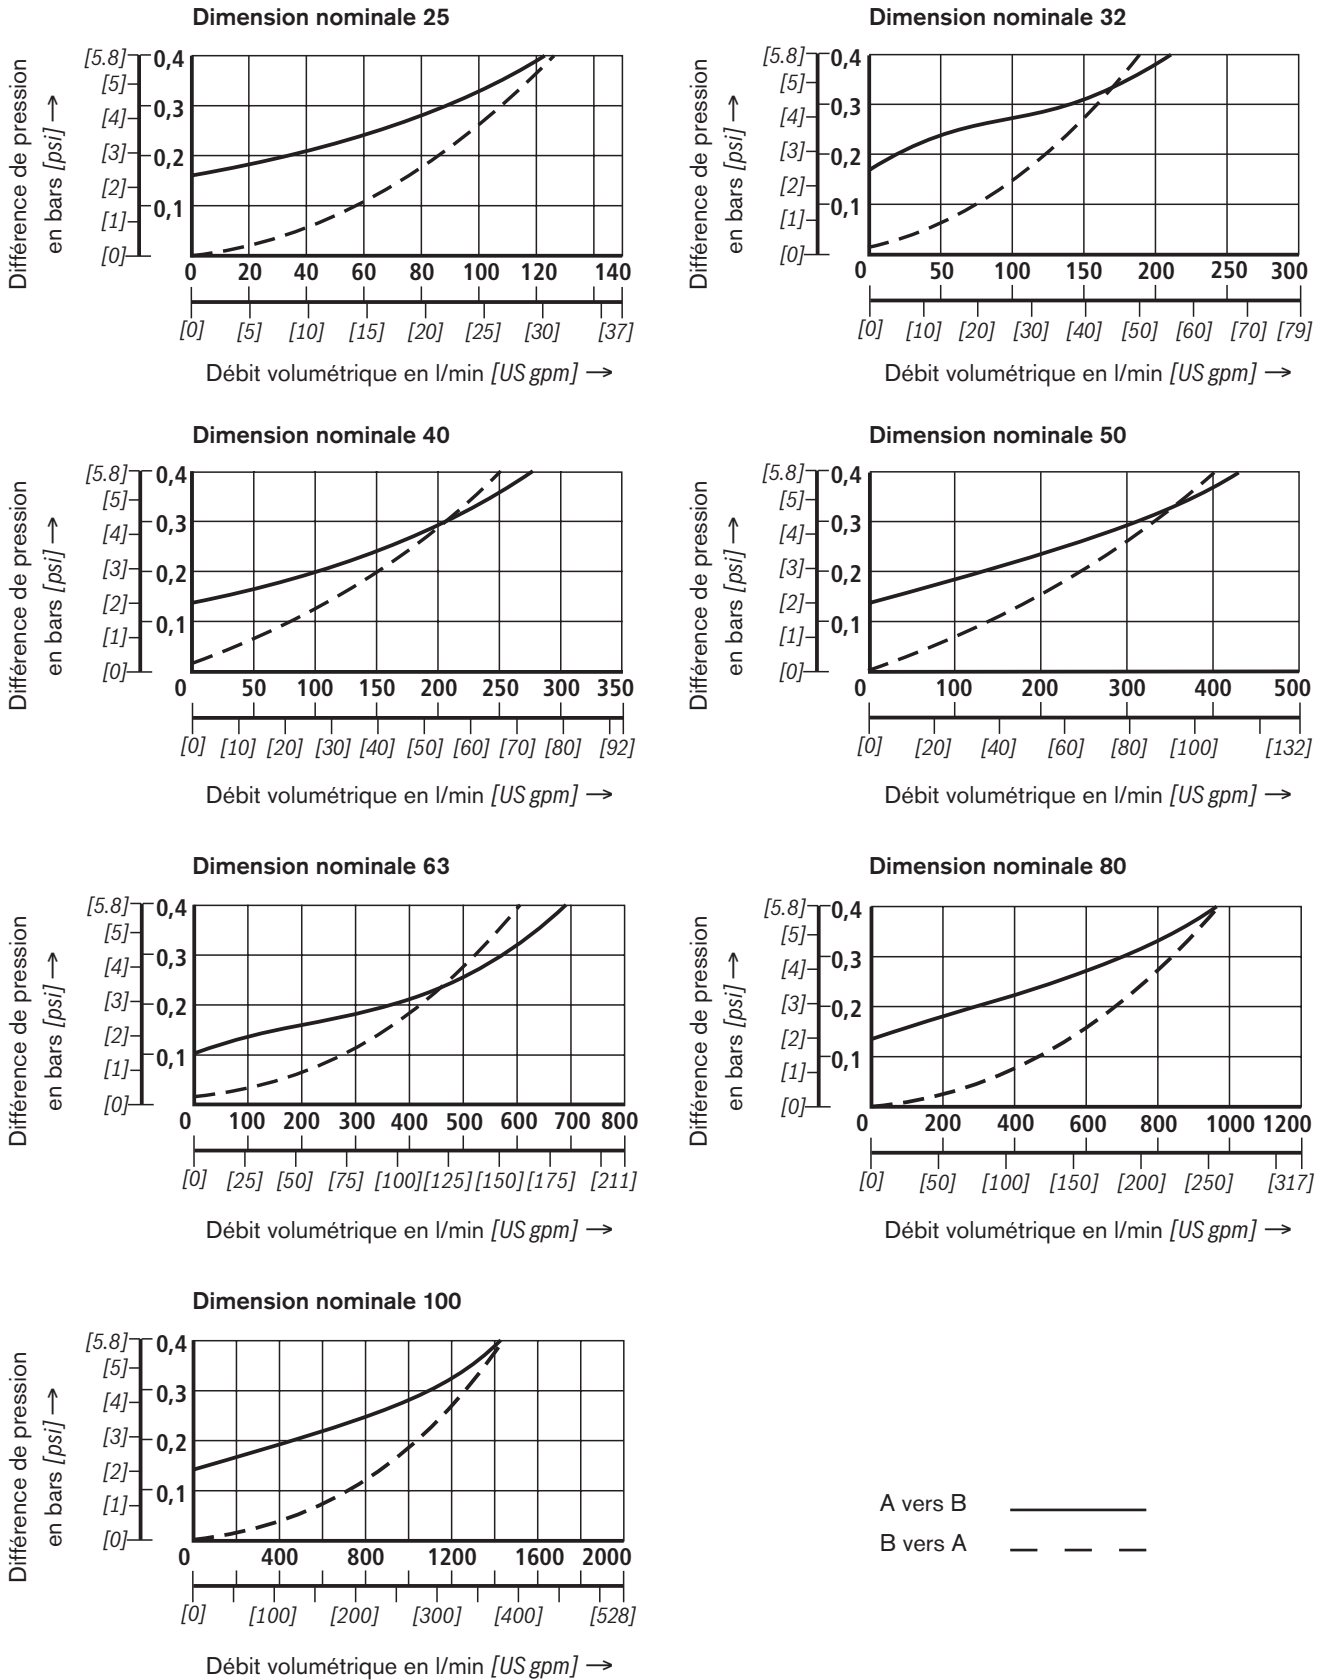 Dimension nominale 25
Différence de pression
en bars [psi] →
[5.8] [5] [4] [3] [2] [1] [0]
0,4 0,3 0,2 0,1
0 20 40 60 80 100 120 140
[0] [5] [10] [15] [20] [25] [30] [37]
Débit volumétrique en l/min [US gpm] →
Dimension nominale 32
Différence de pression
en bars [psi] →
[5.8] [5] [4] [3] [2] [1] [0]
0,4 0,3 0,2 0,1
0 50 100 150 200 250 300
[0] [10] [20] [30] [40] [50] [60] [70] [79]
Débit volumétrique en l/min [US gpm] →
Dimension nominale 40
Différence de pression
en bars [psi] →
[5.8] [5] [4] [3] [2] [1] [0]
0,4 0,3 0,2 0,1
0 50 100 150 200 250 300 350
[0] [10] [20] [30] [40] [50] [60] [70] [80] [92]
Débit volumétrique en l/min [US gpm] →
Dimension nominale 50
Différence de pression
en bars [psi] →
[5.8] [5] [4] [3] [2] [1] [0]
0,4 0,3 0,2 0,1
0 100 200 300 400 500
[0] [20] [40] [60] [80] [100] [132]
Débit volumétrique en l/min [US gpm] →
Dimension nominale 63
Différence de pression
en bars [psi] →
[5.8] [5] [4] [3] [2] [1] [0]
0,4 0,3 0,2 0,1
0 100 200 300 400 500 600 700 800
[0] [25] [50] [75] [100] [125] [150] [175] [211]
Débit volumétrique en l/min [US gpm] →
Dimension nominale 80
Différence de pression
en bars [psi] →
[5.8] [5] [4] [3] [2] [1] [0]
0,4 0,3 0,2 0,1
0 200 400 600 800 1000 1200
[0] [50] [100] [150] [200] [250] [317]
Débit volumétrique en l/min [US gpm] →
Dimension nominale 100
Différence de pression
en bars [psi] →
[5.8] [5] [4] [3] [2] [1] [0]
0,4 0,3 0,2 0,1
0 400 800 1200 1600 2000
[0] [100] [200] [300] [400] [528]
Débit volumétrique en l/min [US gpm] →
A vers B
B vers A